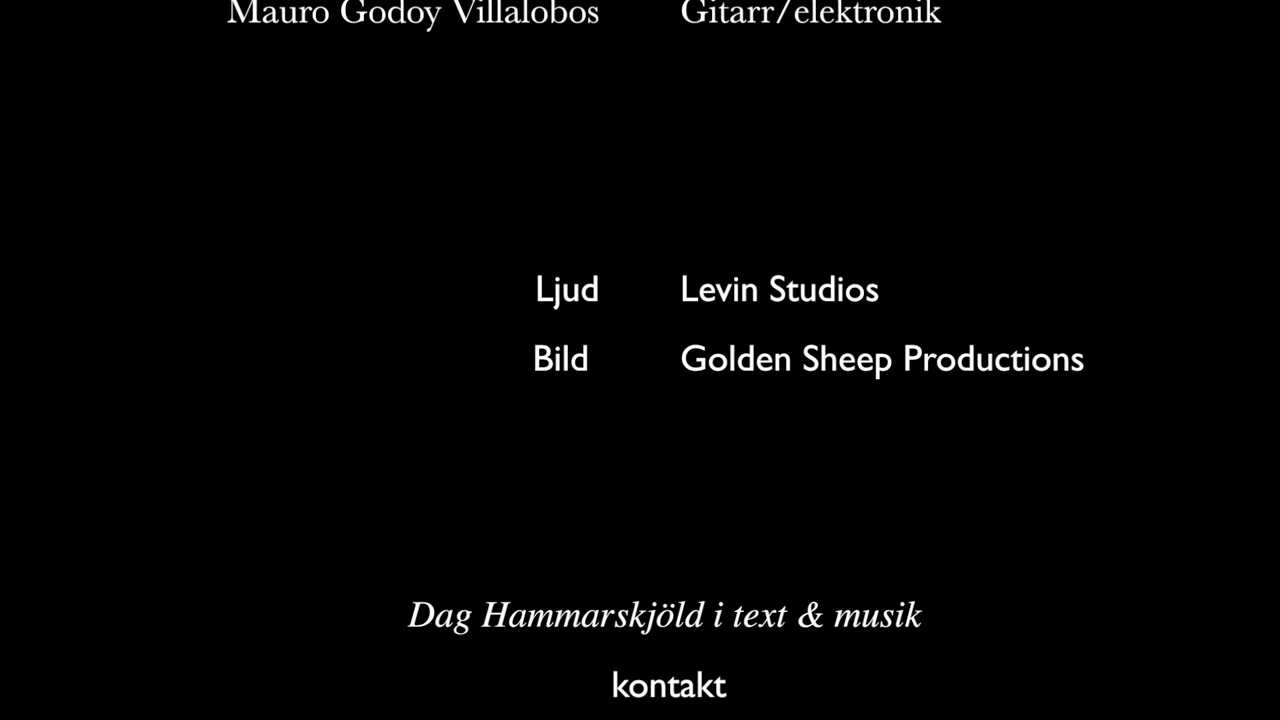 Mauro Godoy Villalobos Gitarr/elektronik
Ljud Levin Studios
Bild Golden Sheep Productions
Dag Hammarskjöld i text & musik
kontakt